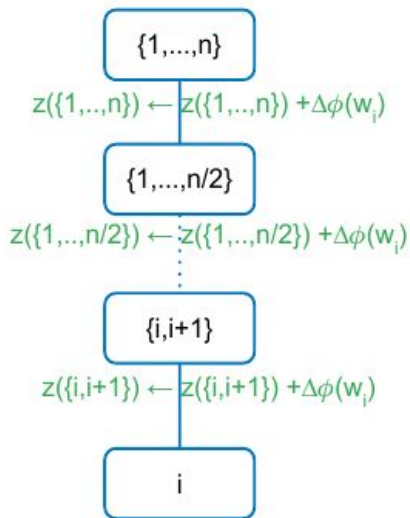 {1,...,n}
z({1,..,n}) ← z({1,..,n}) +Δϕ(wᵢ)
{1,...,n/2}
z({1,..,n/2}) ← z({1,..,n/2}) +Δϕ(wᵢ)
{i,i+1}
z({i,i+1}) ← z({i,i+1}) +Δϕ(wᵢ)
i